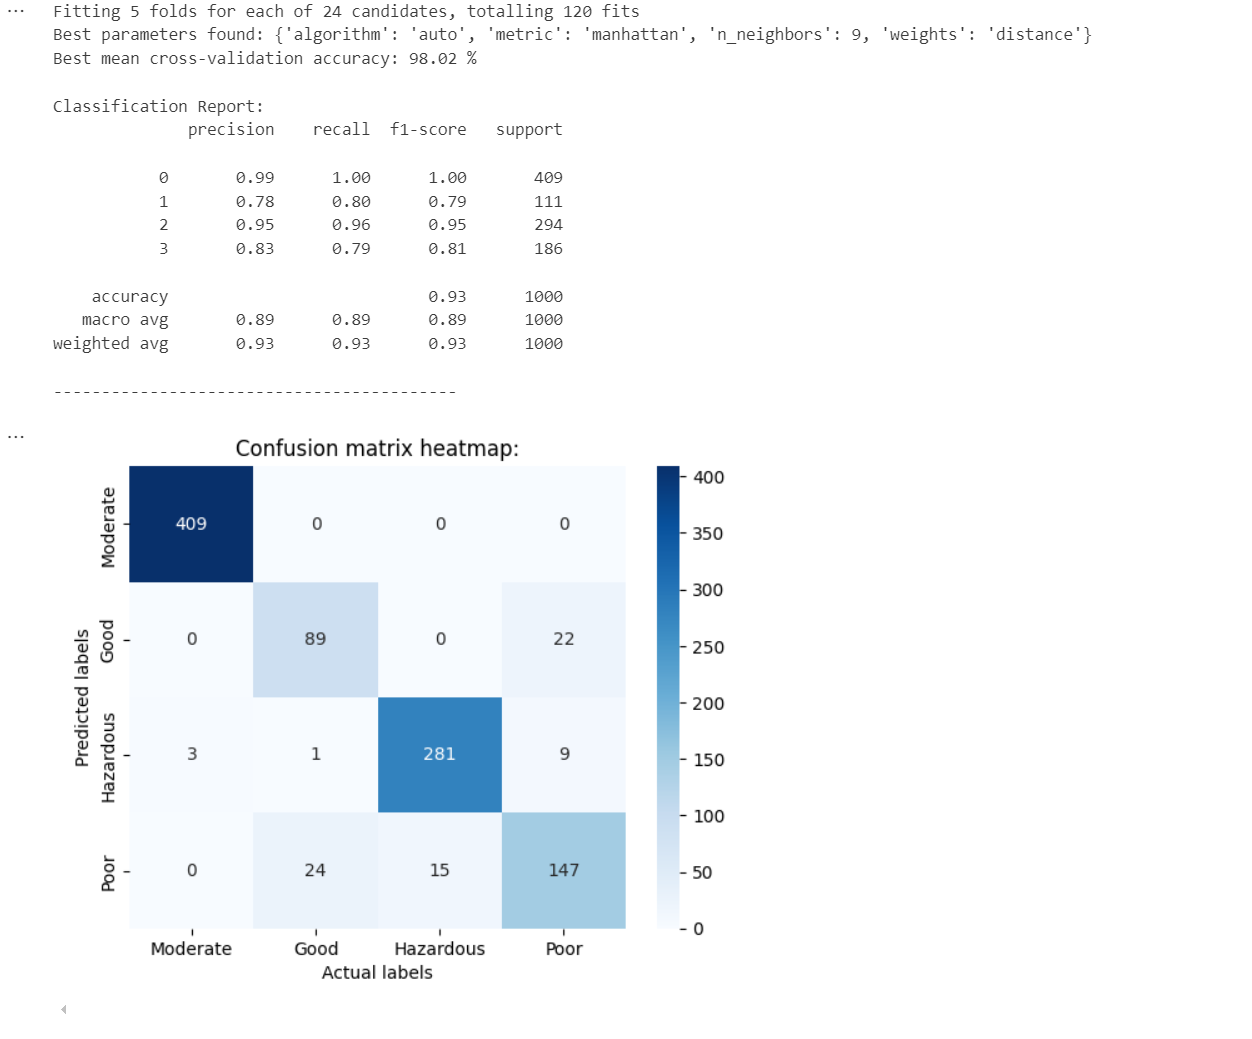 Fitting 5 folds for each of 24 candidates, totalling 120 fits
Best parameters found: {'algorithm': 'auto', 'metric': 'manhattan', 'n_neighbors': 9, 'weights': 'distance'}
Best mean cross-validation accuracy: 98.02 %
Classification Report:
precision recall f1-score support
0 0.99 1.00 1.00 409
1 0.78 0.80 0.79 111
2 0.95 0.96 0.95 294
3 0.83 0.79 0.81 186
accuracy 0.93 1000
macro avg 0.89 0.89 0.89 1000
weighted avg 0.93 0.93 0.93 1000
------------------------------------------
Confusion matrix heatmap:
Predicted labels
Moderate 409 0 0 0
Good 0 89 0 22
Hazardous 3 1 281 9
Poor 0 24 15 147
Moderate Good Hazardous Poor
Actual labels
400
350
300
250
200
150
100
50
0